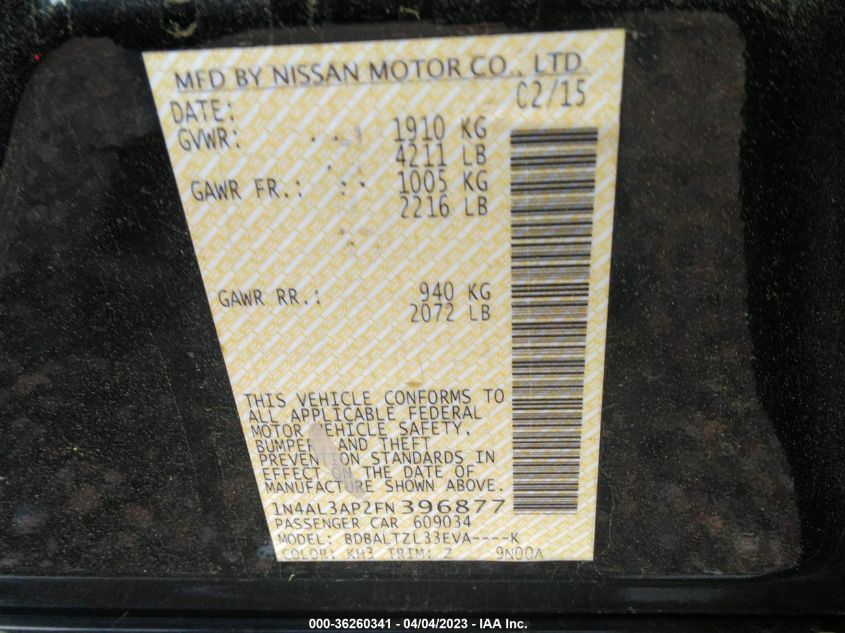 MFD BY NISSAN MOTOR CO., LTD.
DATE: 02/15
GVWR: 1910 KG
4211 LB
GAWR FR.: 1005 KG
2216 LB
GAWR RR.: 940 KG
2072 LB
THIS VEHICLE CONFORMS TO
ALL APPLICABLE FEDERAL
MOTOR VEHICLE SAFETY,
BUMPER AND THEFT
PREVENTION STANDARDS IN
EFFECT ON THE DATE OF
MANUFACTURE SHOWN ABOVE.
1N4AL3AP2FN396877
PASSENGER CAR 609034
MODEL: BDBALTZL33EVA----K
COLOR: KH3 TRIM: Z 9N00A
000-36260341 - 04/04/2023 - IAA Inc.